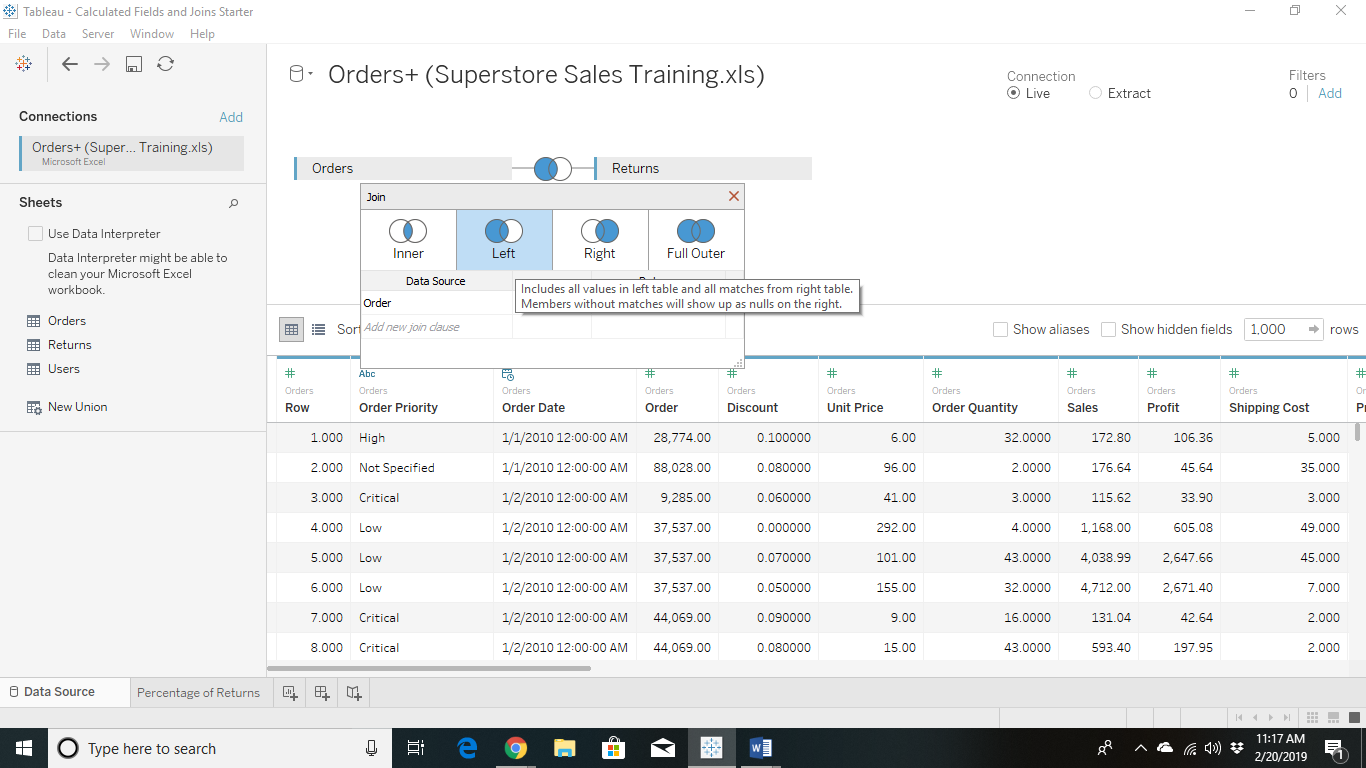 Tableau - Calculated Fields and Joins Starter
File Data Server Window Help
Orders+ (Superstore Sales Training.xls)
Connection
Live Extract
Filters
0 Add
Connections Add
Orders+ (Super... Training.xls)
Microsoft Excel
Sheets
Use Data Interpreter
Data Interpreter might be able to
clean your Microsoft Excel
workbook.
Orders
Returns
Users
New Union
Orders Returns
Join
Inner Left Right Full Outer
Data Source
Includes all values in left table and all matches from right table.
Members without matches will show up as nulls on the right.
Order
Add new join clause
Show aliases Show hidden fields 1,000 rows
Abc
Orders Orders Orders Orders Orders Orders Orders Orders Orders Orders
Row Order Priority Order Date Order Discount Unit Price Order Quantity Sales Profit Shipping Cost
1.000 High 1/1/2010 12:00:00 AM 28,774.00 0.100000 6.00 32.0000 172.80 106.36 5.000
2.000 Not Specified 1/1/2010 12:00:00 AM 88,028.00 0.080000 96.00 2.0000 176.64 45.64 35.000
3.000 Critical 1/2/2010 12:00:00 AM 9,285.00 0.060000 41.00 3.0000 115.62 33.90 3.000
4.000 Low 1/2/2010 12:00:00 AM 37,537.00 0.000000 292.00 4.0000 1,168.00 605.08 49.000
5.000 Low 1/2/2010 12:00:00 AM 37,537.00 0.070000 101.00 43.0000 4,038.99 2,647.66 45.000
6.000 Low 1/2/2010 12:00:00 AM 37,537.00 0.050000 155.00 32.0000 4,712.00 2,671.40 7.000
7.000 Critical 1/2/2010 12:00:00 AM 44,069.00 0.090000 9.00 16.0000 131.04 42.64 2.000
8.000 Critical 1/2/2010 12:00:00 AM 44,069.00 0.080000 15.00 43.0000 593.40 197.95 2.000
Data Source Percentage of Returns
Type here to search
11:17 AM
2/20/2019
1